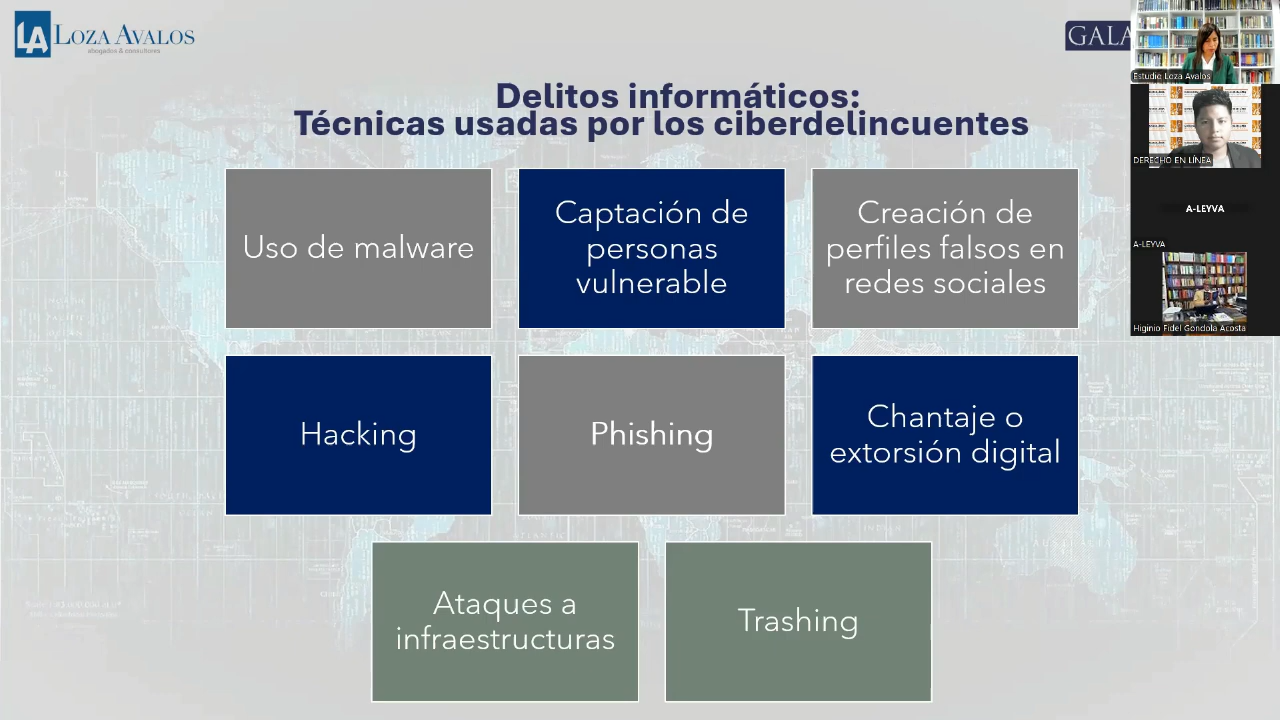 LA LOZA AVALOS
abogados & consultores
GALA
Delitos informáticos:
Técnicas usadas por los ciberdelincuentes
Uso de malware
Captación de
personas
vulnerable
Creación de
perfiles falsos en
redes sociales
Hacking
Phishing
Chantaje o
extorsión digital
Ataques a
infraestructuras
Trashing
Estudio Loza Avalos
DERECHO EN LÍNEA
A-LEYVA
A-LEYVA
Higinio Fidel Gondola Acosta